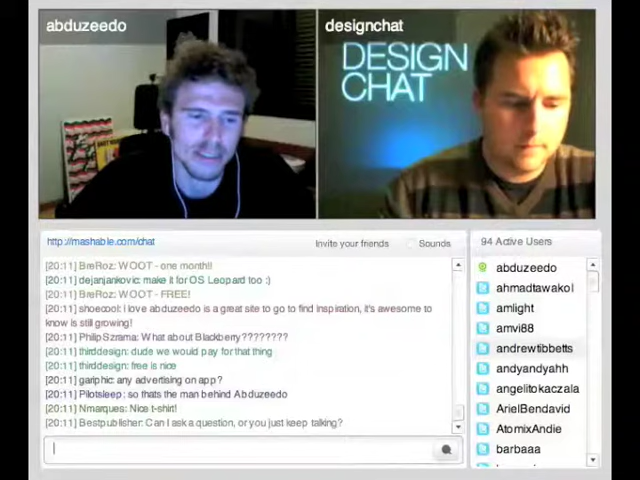 abduzeedo
designchat
DESIGN
CHAT
http://mashable.com/chat
Invite your friends
Sounds
94 Active Users
[20:11] BreRoz: WOOT - one month!!
[20:11] dejanjankovic: make it for OS Leopard too :)
[20:11] BreRoz: WOOT - FREE!
[20:11] shoecool: I love abduzeedo is a great site to go to find inspiration, it's awesome to
know is still growing!
[20:11] PhilipSzrama: What about Blackberry????????
[20:11] thirddesign: dude we would pay for that thing
[20:11] thirddesign: free is nice
[20:11] gariphic: any advertising on app?
[20:11] Pilotsleep: so thats the man behind Abduzeedo
[20:11] Nmarques: Nice t-shirt!
[20:11] Bestpublisher: Can I ask a question, or you just keep talking?
abduzeedo
ahmadtawakol
amlight
amvi88
andrewtibbetts
andyandyahh
angelitokaczala
ArielBendavid
AtomixAndie
barbaaa